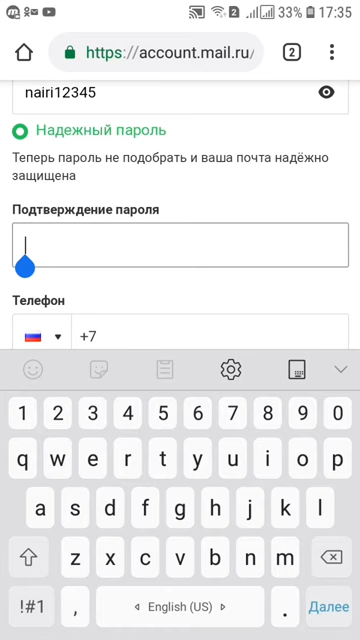 33% 17:35
https://account.mail.ru/
2
nairi12345
Надежный пароль
Теперь пароль не подобрать и ваша почта надёжно
защищена
Подтверждение пароля
Телефон
+7
1 2 3 4 5 6 7 8 9 0
q w e r t y u i o p
a s d f g h j k l
z x c v b n m
!#1 , English (US) . Далее